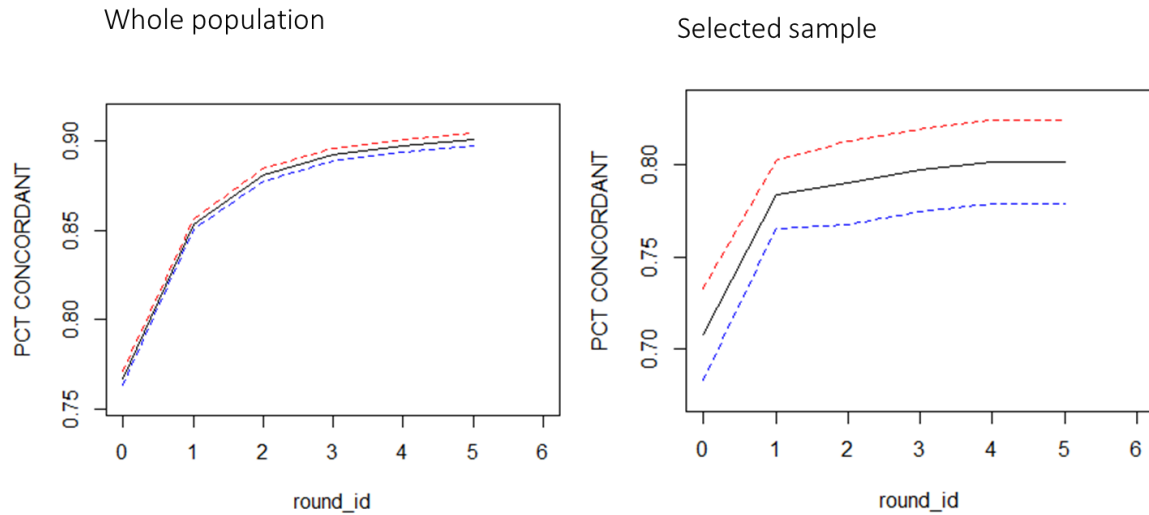 Whole population
PCT CONCORDANT
0.90
0.85
0.80
0.75
0 1 2 3 4 5 6
round_id
Selected sample
PCT CONCORDANT
0.80
0.75
0.70
0 1 2 3 4 5 6
round_id